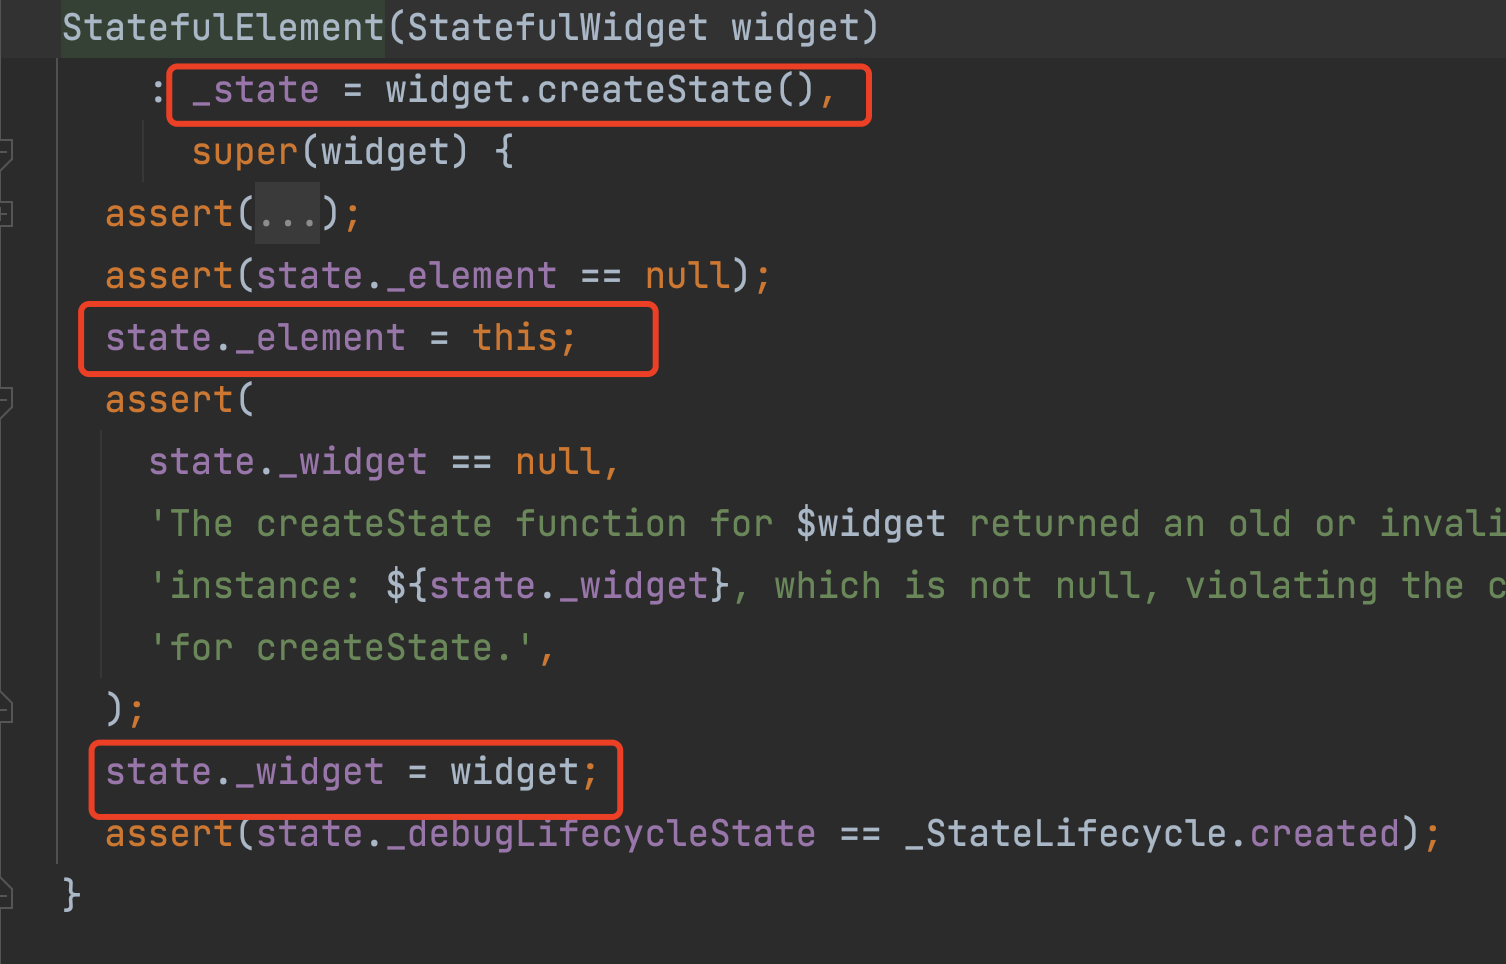 StatefulElement(StatefulWidget widget)
: _state = widget.createState(),
super(widget) {
assert(...);
assert(state._element == null);
state._element = this;
assert(
state._widget == null,
'The createState function for $widget returned an old or invali
'instance: ${state._widget}, which is not null, violating the c
'for createState.',
);
state._widget = widget;
assert(state._debugLifecycleState == _StateLifecycle.created);
}